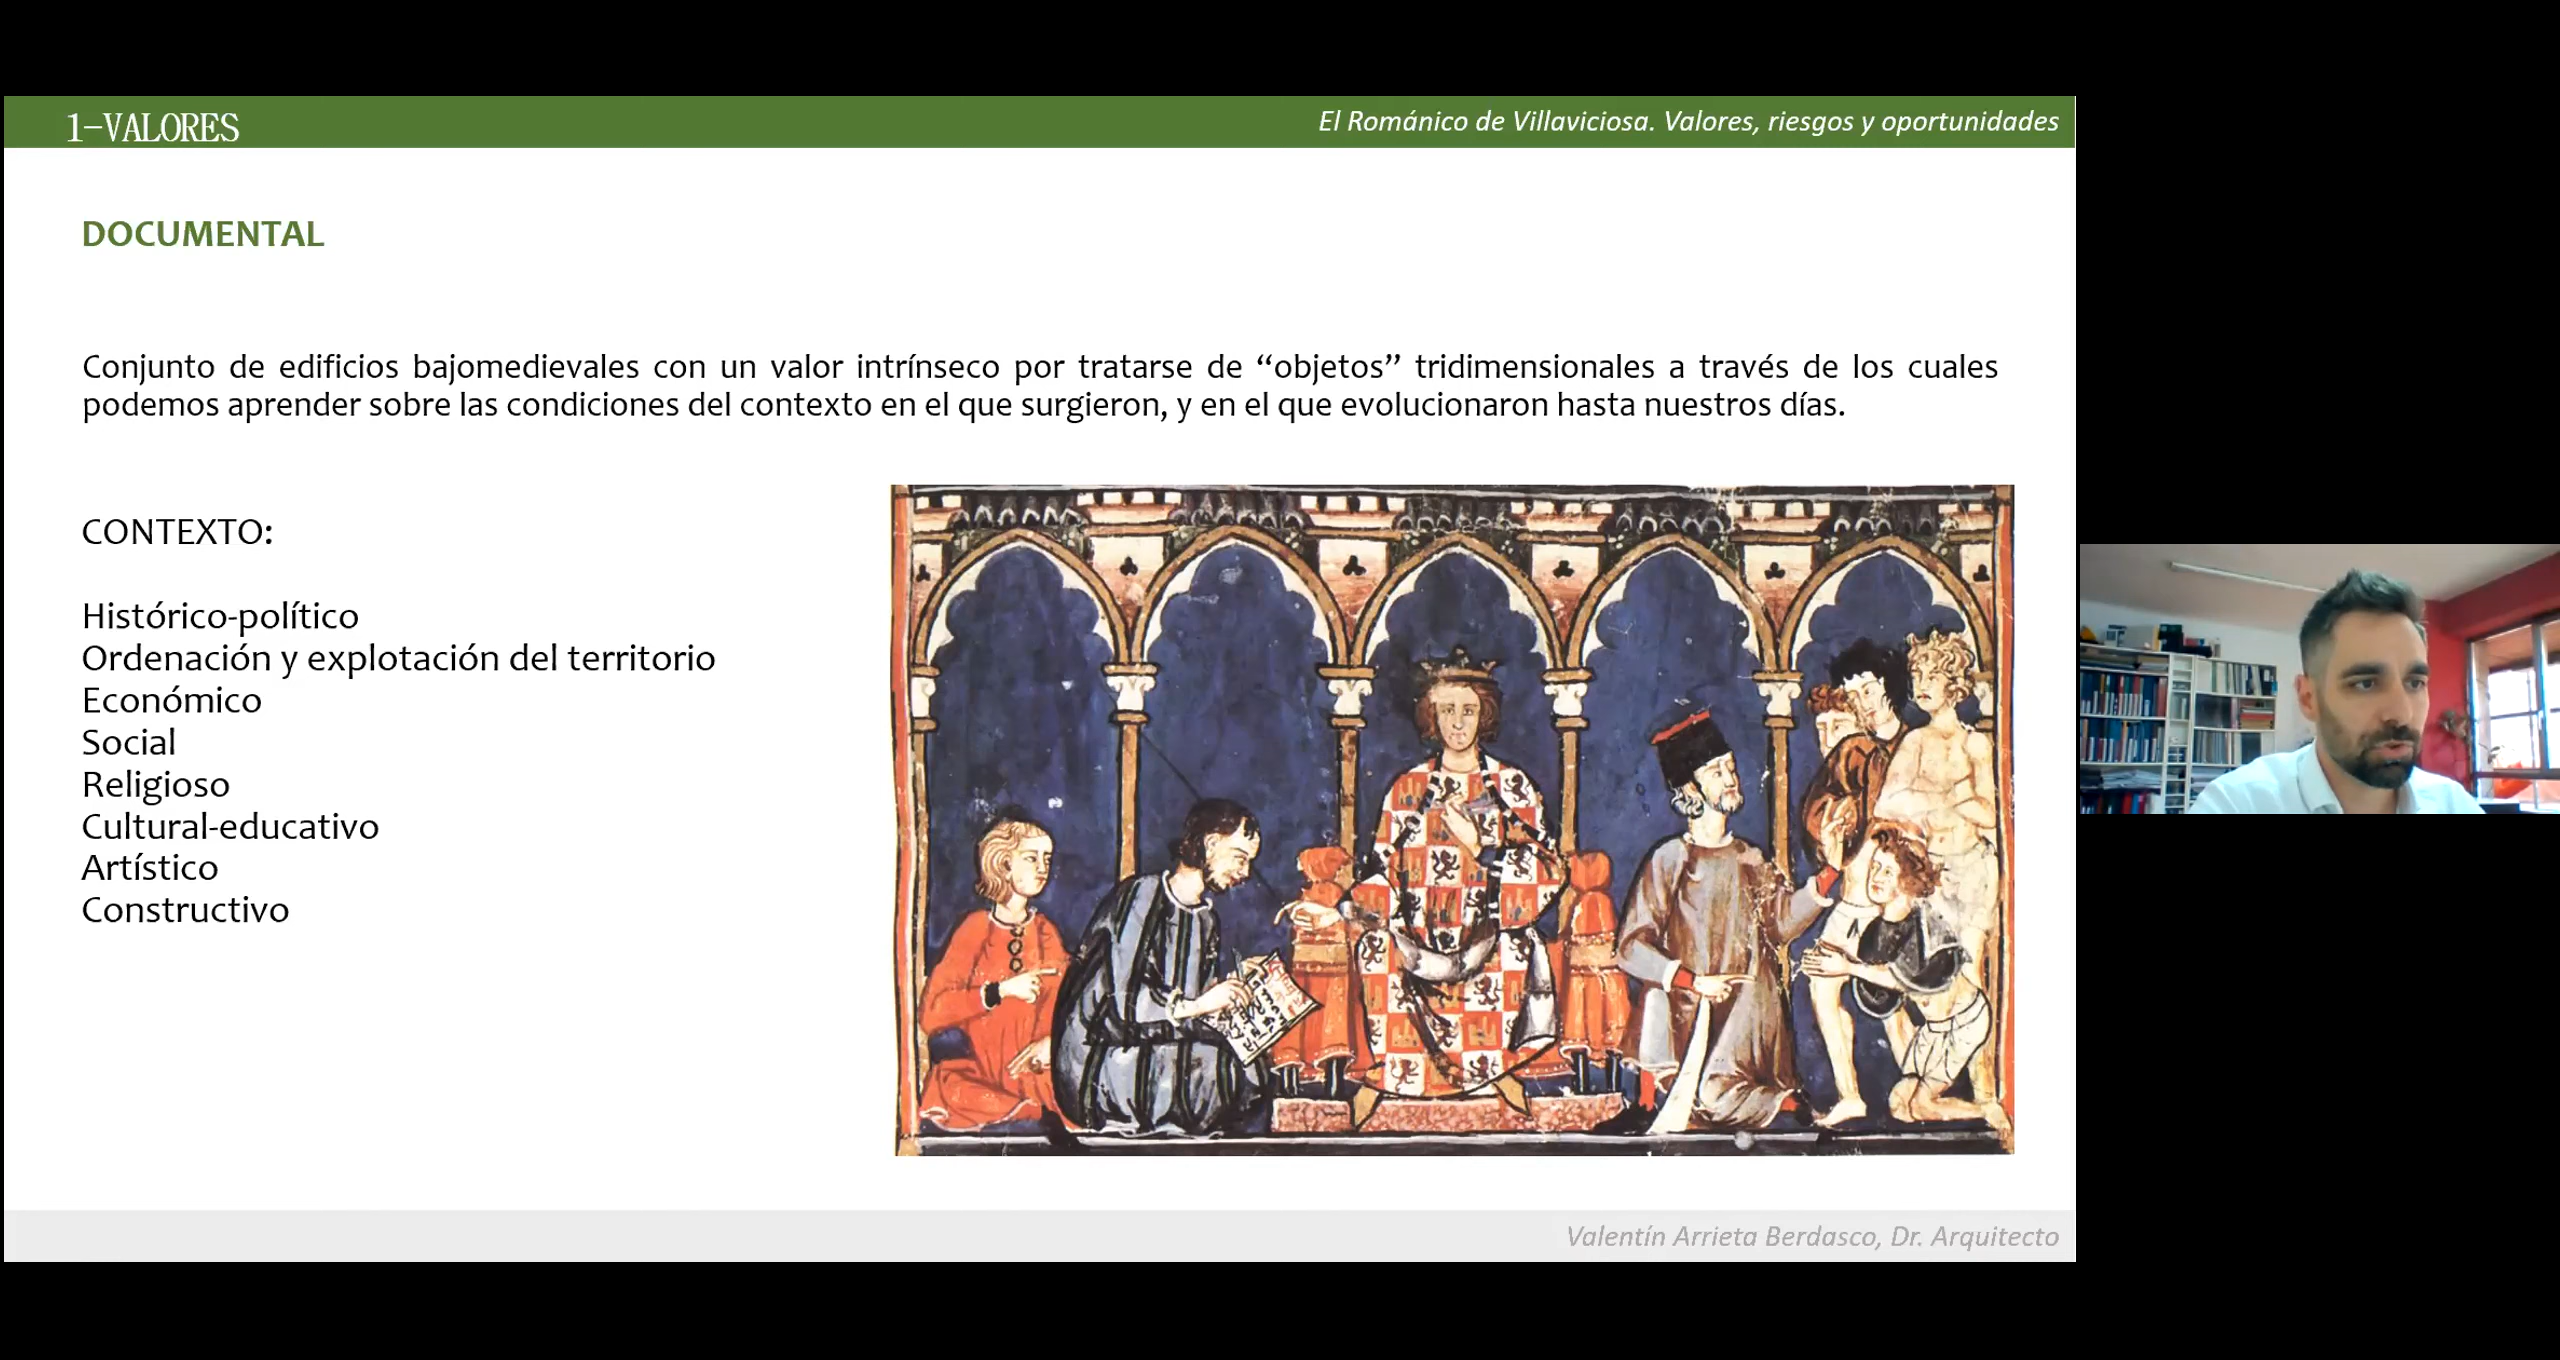 1-VALORES
El Románico de Villaviciosa. Valores, riesgos y oportunidades
DOCUMENTAL
Conjunto de edificios bajomedievales con un valor intrínseco por tratarse de “objetos” tridimensionales a través de los cuales
podemos aprender sobre las condiciones del contexto en el que surgieron, y en el que evolucionaron hasta nuestros días.
CONTEXTO:
Histórico-político
Ordenación y explotación del territorio
Económico
Social
Religioso
Cultural-educativo
Artístico
Constructivo
Valentín Arrieta Berdasco, Dr. Arquitecto